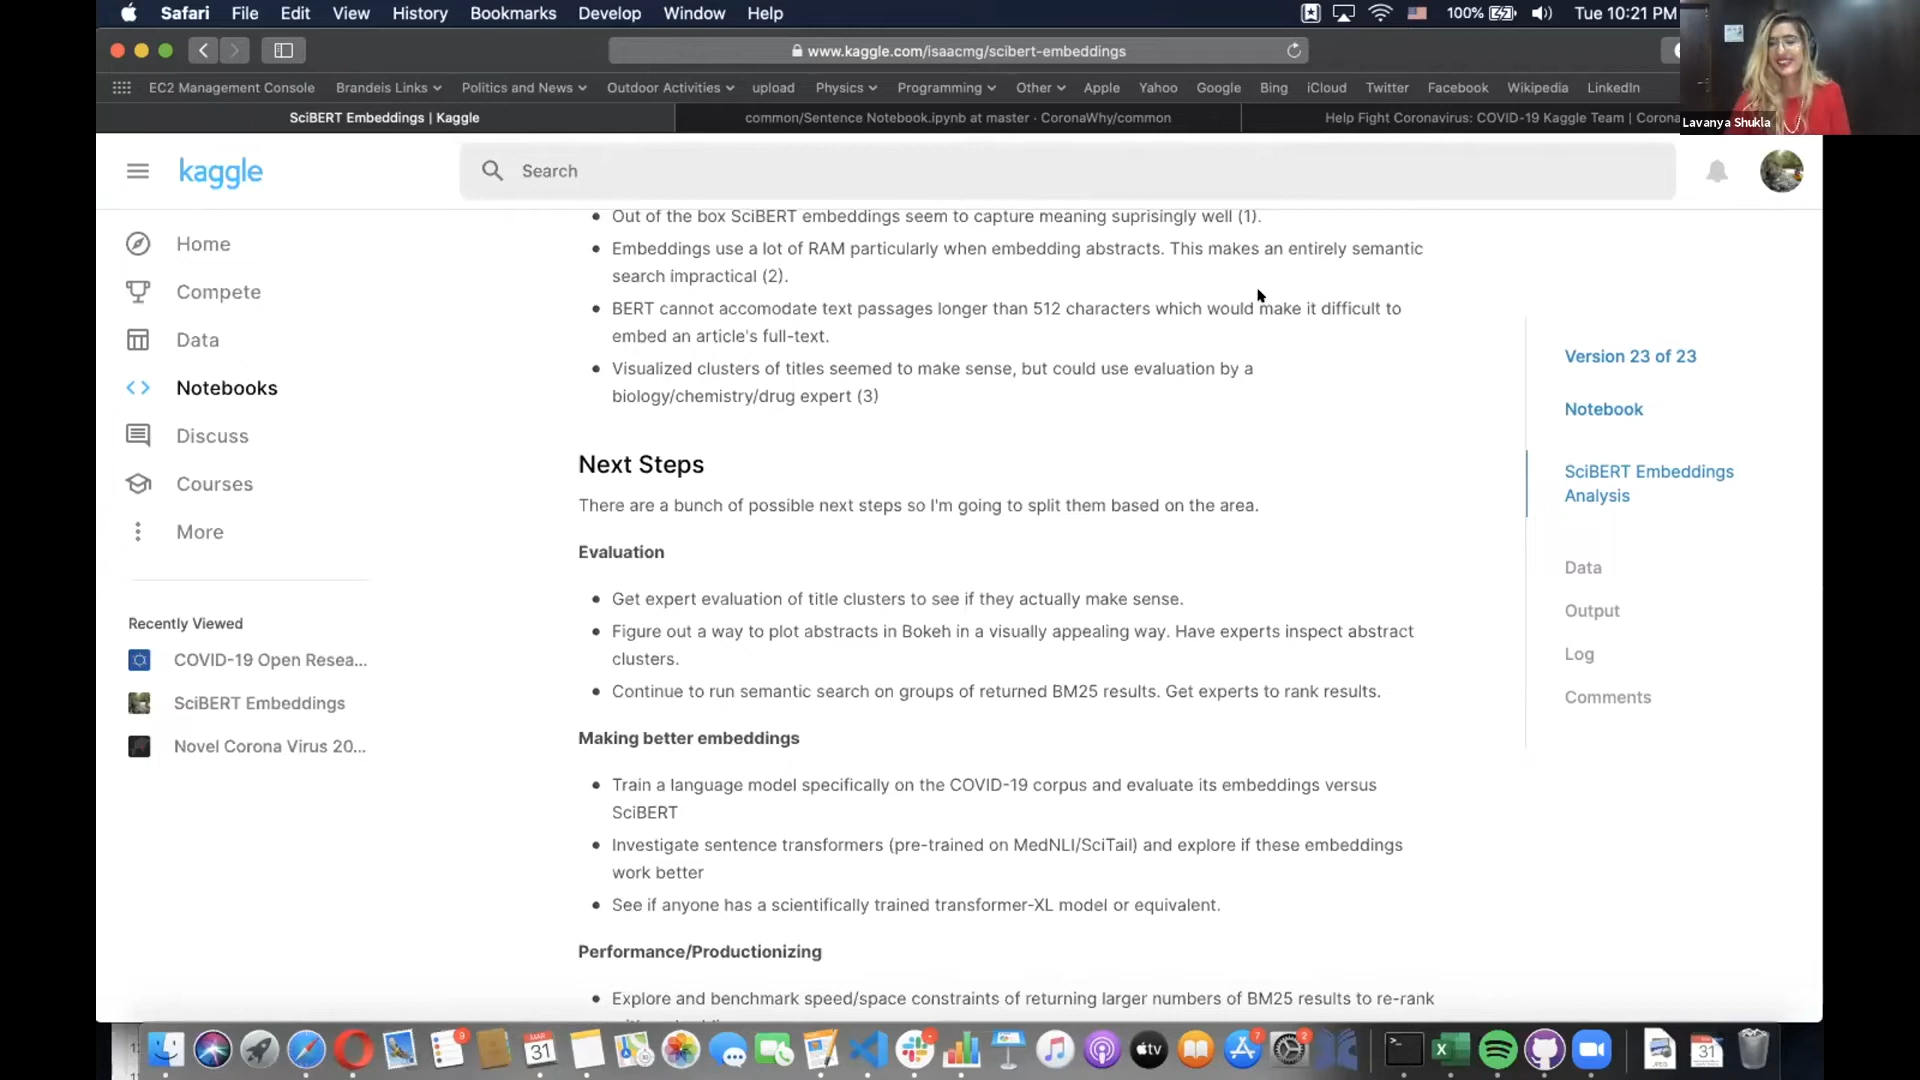 Safari File Edit View History Bookmarks Develop Window Help 100% Tue 10:21 PM
www.kaggle.com/isaacmg/scibert-embeddings
EC2 Management Console Brandeis Links Politics and News Outdoor Activities upload Physics Programming Other Apple Yahoo Google Bing iCloud Twitter Facebook Wikipedia LinkedIn
SciBERT Embeddings | Kaggle common/Sentence Notebook.ipynb at master · CoronaWhy/common Help Fight Coronavirus: COVID-19 Kaggle Team | Corona
Lavanya Shukla
kaggle Search
Home
Compete
Data
Notebooks
Discuss
Courses
More
Recently Viewed
COVID-19 Open Resea...
SciBERT Embeddings
Novel Corona Virus 20...
Out of the box SciBERT embeddings seem to capture meaning suprisingly well (1).
Embeddings use a lot of RAM particularly when embedding abstracts. This makes an entirely semantic
search impractical (2).
BERT cannot accomodate text passages longer than 512 characters which would make it difficult to
embed an article's full-text.
Visualized clusters of titles seemed to make sense, but could use evaluation by a
biology/chemistry/drug expert (3)
Next Steps
There are a bunch of possible next steps so I'm going to split them based on the area.
Evaluation
Get expert evaluation of title clusters to see if they actually make sense.
Figure out a way to plot abstracts in Bokeh in a visually appealing way. Have experts inspect abstract
clusters.
Continue to run semantic search on groups of returned BM25 results. Get experts to rank results.
Making better embeddings
Train a language model specifically on the COVID-19 corpus and evaluate its embeddings versus
SciBERT
Investigate sentence transformers (pre-trained on MedNLI/SciTail) and explore if these embeddings
work better
See if anyone has a scientifically trained transformer-XL model or equivalent.
Performance/Productionizing
Explore and benchmark speed/space constraints of returning larger numbers of BM25 results to re-rank
Version 23 of 23
Notebook
SciBERT Embeddings
Analysis
Data
Output
Log
Comments
9 MAR 31 tv 7 2 X 31